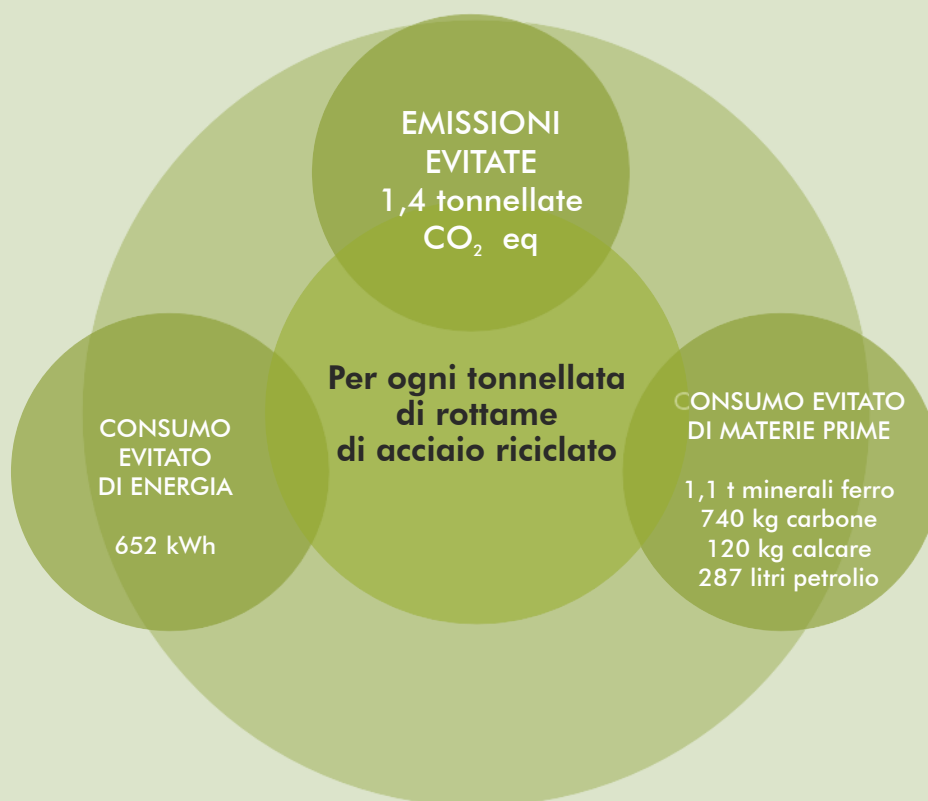 EMISSIONI
EVITATE
1,4 tonnellate
CO₂ eq
Per ogni tonnellata
di rottame
di acciaio riciclato
CONSUMO
EVITATO
DI ENERGIA
652 kWh
CONSUMO EVITATO
DI MATERIE PRIME
1,1 t minerali ferro
740 kg carbone
120 kg calcare
287 litri petrolio